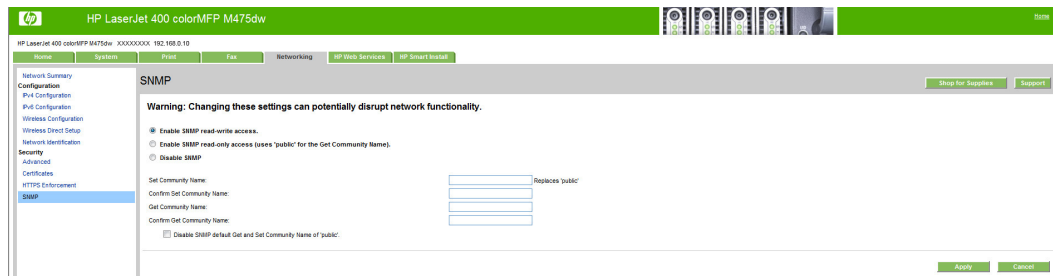 hp
HP LaserJet 400 colorMFP M475dw
Home
HP LaserJet 400 colorMFP M475dw XXXXXXXX 192.168.0.10
Home System Print Fax Networking HP Web Services HP Smart Install
Network Summary
Configuration
IPv4 Configuration
IPv6 Configuration
Wireless Configuration
Wireless Direct Setup
Network Identification
Security
Advanced
Certificates
HTTPS Enforcement
SNMP
SNMP
Shop for Supplies Support
Warning: Changing these settings can potentially disrupt network functionality.
Enable SNMP read-write access.
Enable SNMP read-only access (uses 'public' for the Get Community Name).
Disable SNMP
Set Community Name: Replaces 'public'
Confirm Set Community Name:
Get Community Name:
Confirm Get Community Name:
Disable SNMP default Get and Set Community Name of 'public'.
Apply Cancel